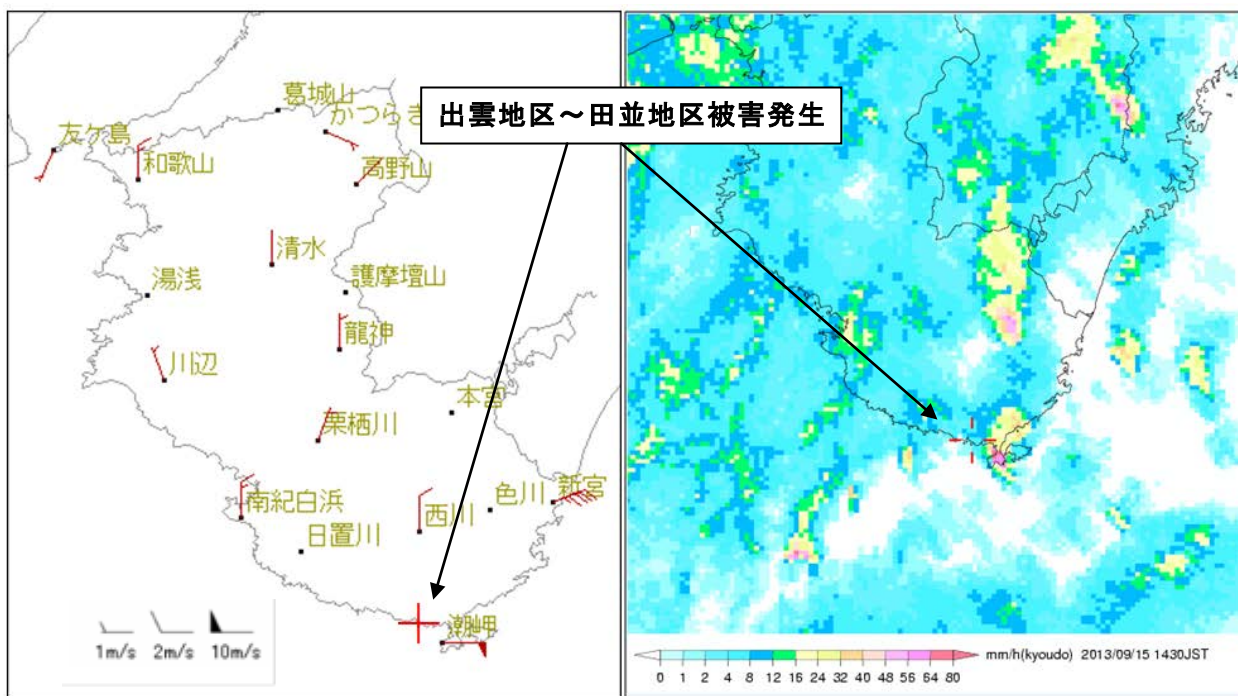 出雲地区～田並地区被害発生
葛城山
かつらぎ
友ケ島
和歌山
高野山
清水
湯浅
護摩壇山
龍神
川辺
本宮
栗栖川
南紀白浜
西川
色川
新宮
日置川
潮岬
1m/s 2m/s 10m/s
0 1 2 4 8 12 16 24 32 40 48 56 64 80 mm/h(kyoudo) 2013/09/15 1430JST